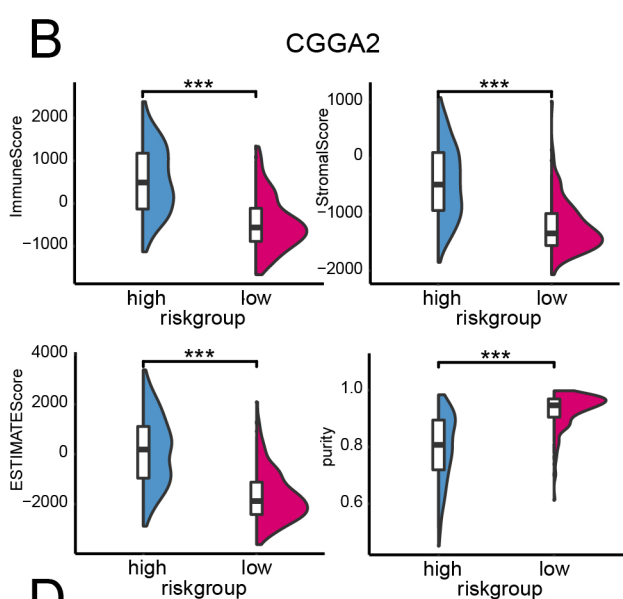 B
CGGA2
***
ImmuneScore
2000
1000
0
−1000
high low
riskgroup
***
StromalScore
1000
0
−1000
−2000
high low
riskgroup
***
ESTIMATEScore
4000
2000
0
−2000
high low
riskgroup
***
purity
1.0
0.8
0.6
high low
riskgroup